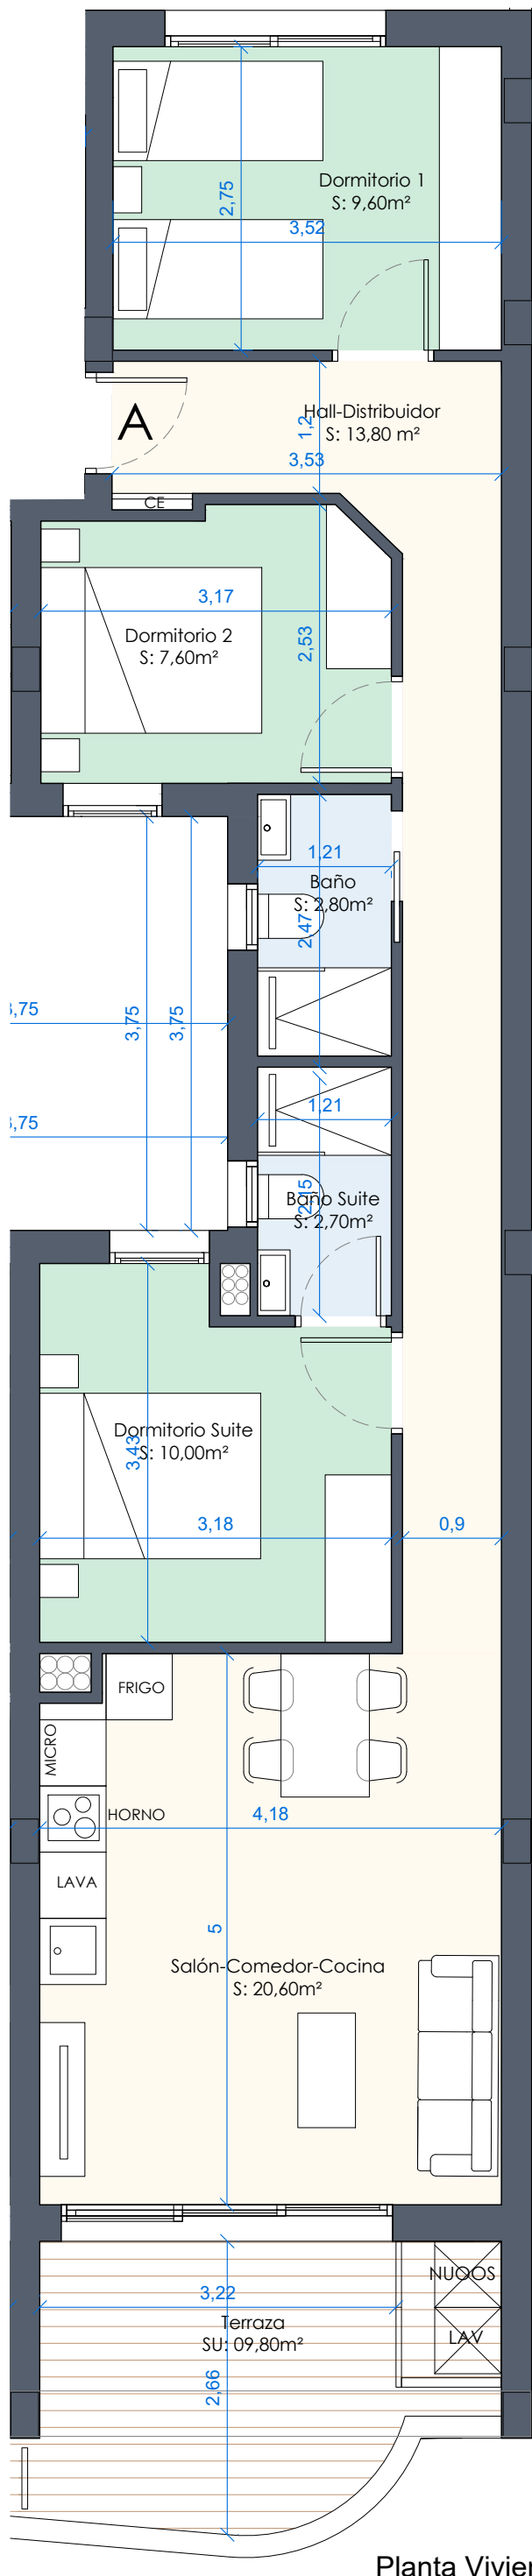 Dormitorio 1
S: 9,60m²
2,75
3,52
A
Hall-Distribuidor
S: 13,80 m²
1,2
3,53
CE
3,17
Dormitorio 2
S: 7,60m²
2,53
1,21
Baño
S: 2,80m²
2,47
3,75
3,75
3,75
3,75
1,21
Baño Suite
S: 2,70m²
2,15
Dormitorio Suite
S: 10,00m²
3,43
3,18
0,9
FRIGO
MICRO
HORNO
4,18
LAVA
5
Salón-Comedor-Cocina
S: 20,60m²
NUOOS
3,22
Terraza
SU: 09,80m²
LAV
2,66
Planta Vivier